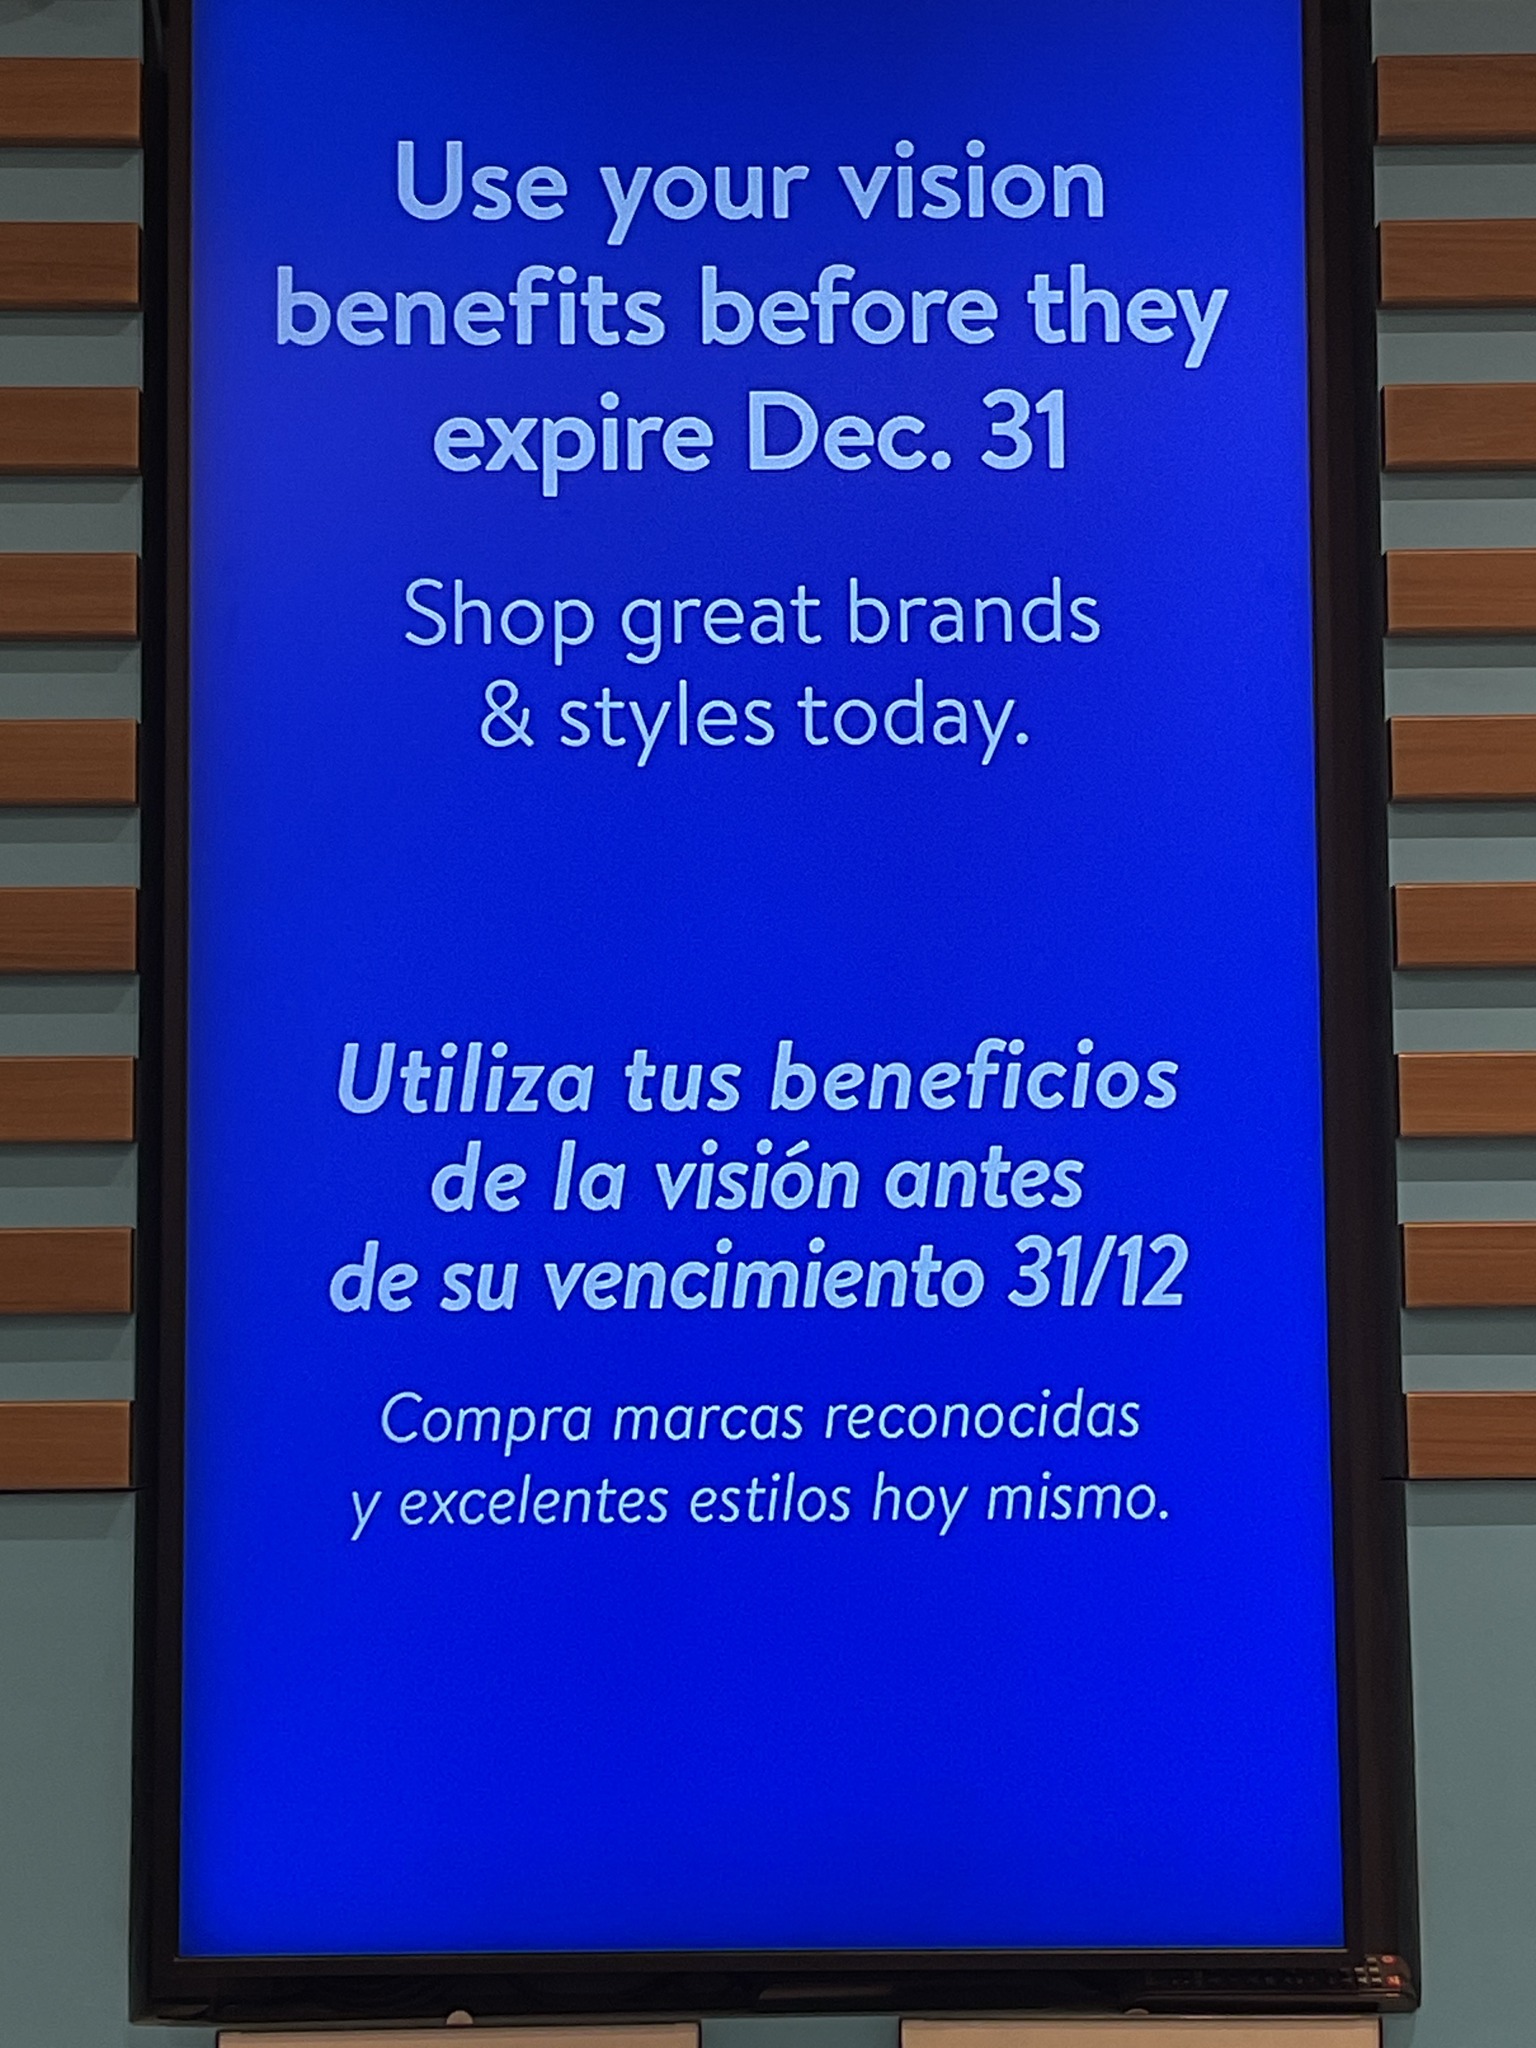 Use your vision
benefits before they
expire Dec. 31
Shop great brands
& styles today.
Utiliza tus beneficios
de la visión antes
de su vencimiento 31/12
Compra marcas reconocidas
y excelentes estilos hoy mismo.